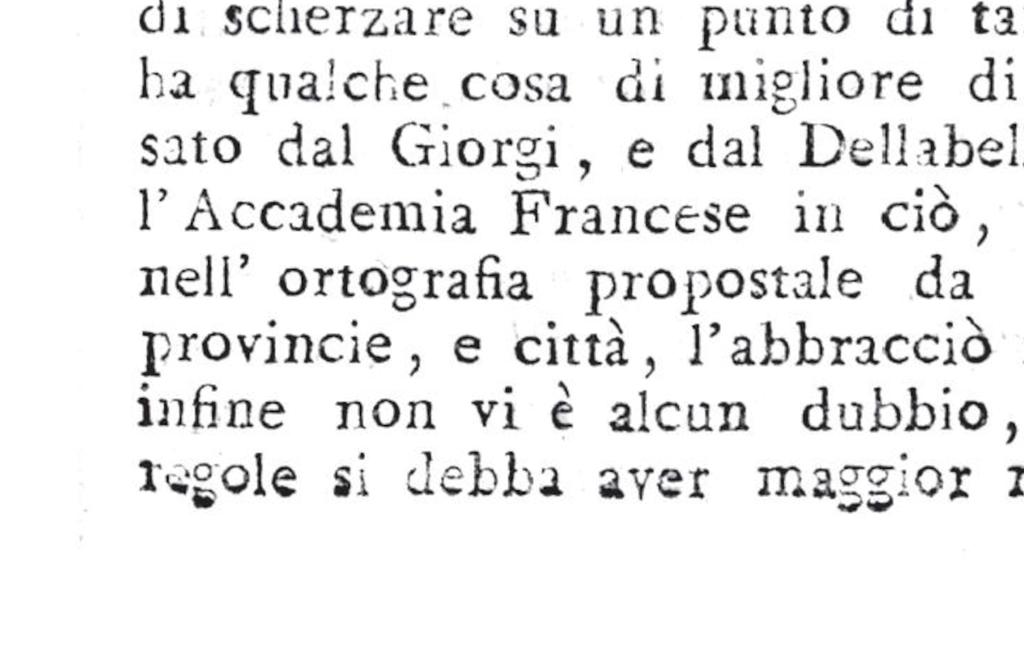 di scherzare su un punto di ta
ha qualche cosa di migliore di
sato dal Giorgi, e dal Dellabel
l' Accademia Francese in ciò,
nell' ortografia propostale da
provincie, e città, l'abbracciò
infine non vi è alcun dubbio,
regole si debba aver maggior